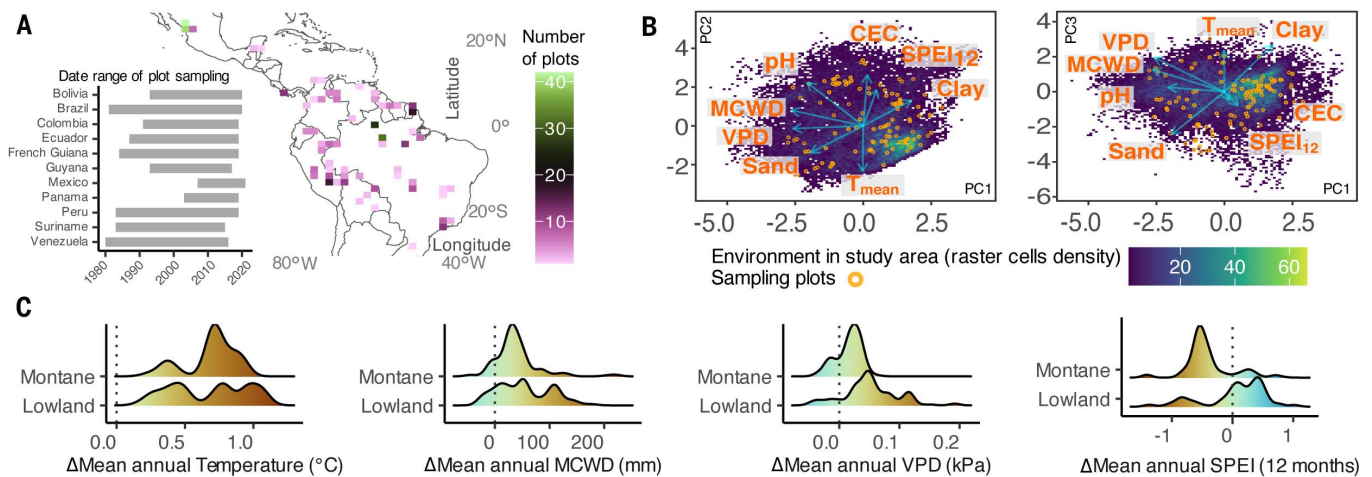 A
20°N
Latitude
0°
20°S
Longitude
80°W
40°W
Number
of plots
40
30
20
10
Date range of plot sampling
Bolivia
Brazil
Colombia
Ecuador
French Guiana
Guyana
Mexico
Panama
Peru
Suriname
Venezuela
1980
1990
2000
2010
2020
B
PC2
4
2
0
-2
CEC
SPEI12
pH
Clay
MCWD
VPD
Sand
Tmean
PC1
-5.0 -2.5 0.0 2.5
PC3
4
2
0
-2
-4
-6
Tmean
Clay
VPD
MCWD
pH
CEC
Sand
SPEI12
PC1
-5.0 -2.5 0.0 2.5
Environment in study area (raster cells density)
20 40 60
Sampling plots
C
Montane
Lowland
0.0 0.5 1.0
ΔMean annual Temperature (°C)
Montane
Lowland
0 100 200
ΔMean annual MCWD (mm)
Montane
Lowland
0.0 0.1 0.2
ΔMean annual VPD (kPa)
Montane
Lowland
-1 0 1
ΔMean annual SPEI (12 months)